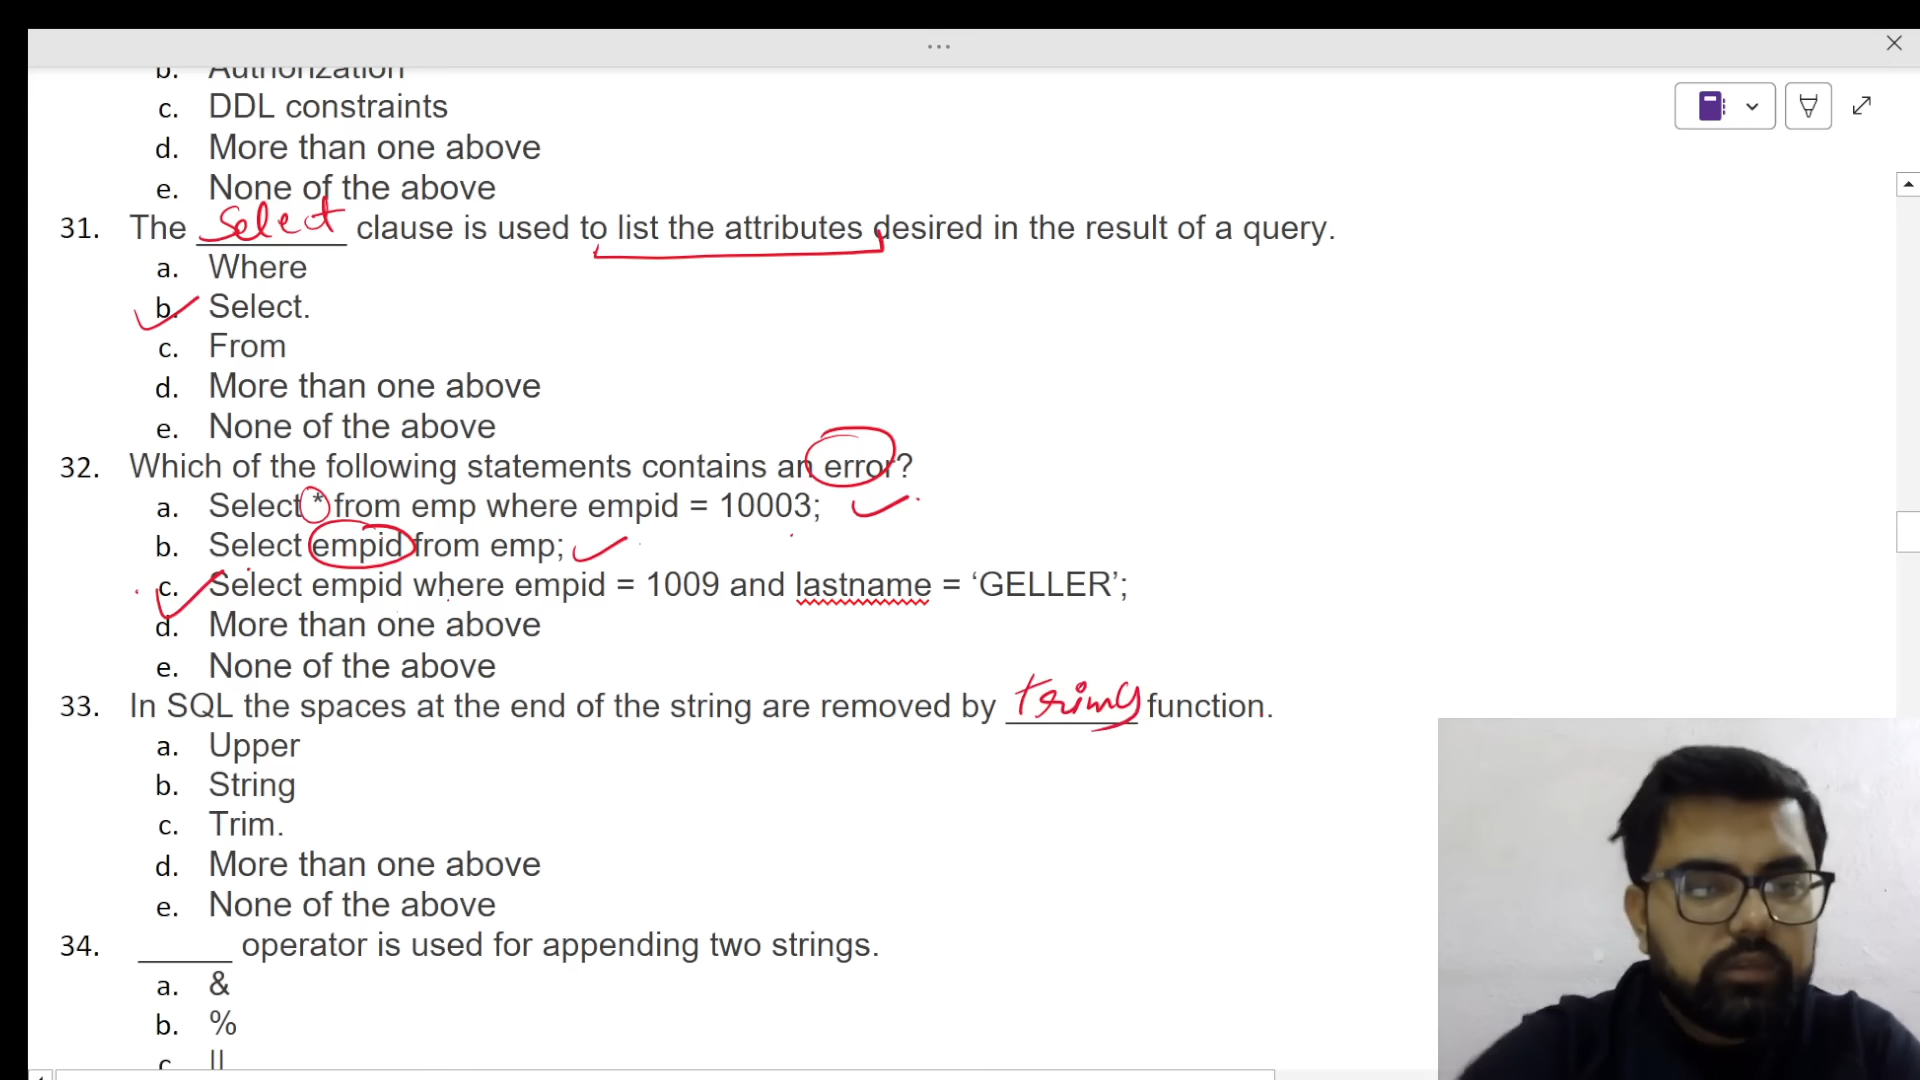 b. Authorization
c. DDL constraints
d. More than one above
e. None of the above
31. The Select clause is used to list the attributes desired in the result of a query.
a. Where
b. Select.
c. From
d. More than one above
e. None of the above
32. Which of the following statements contains an error?
a. Select * from emp where empid = 10003;
b. Select empid from emp;
c. Select empid where empid = 1009 and lastname = ‘GELLER’;
d. More than one above
e. None of the above
33. In SQL the spaces at the end of the string are removed by function.
a. Upper
b. String
c. Trim.
d. More than one above
e. None of the above
34. ______ operator is used for appending two strings.
a. &
b. %
c. ||